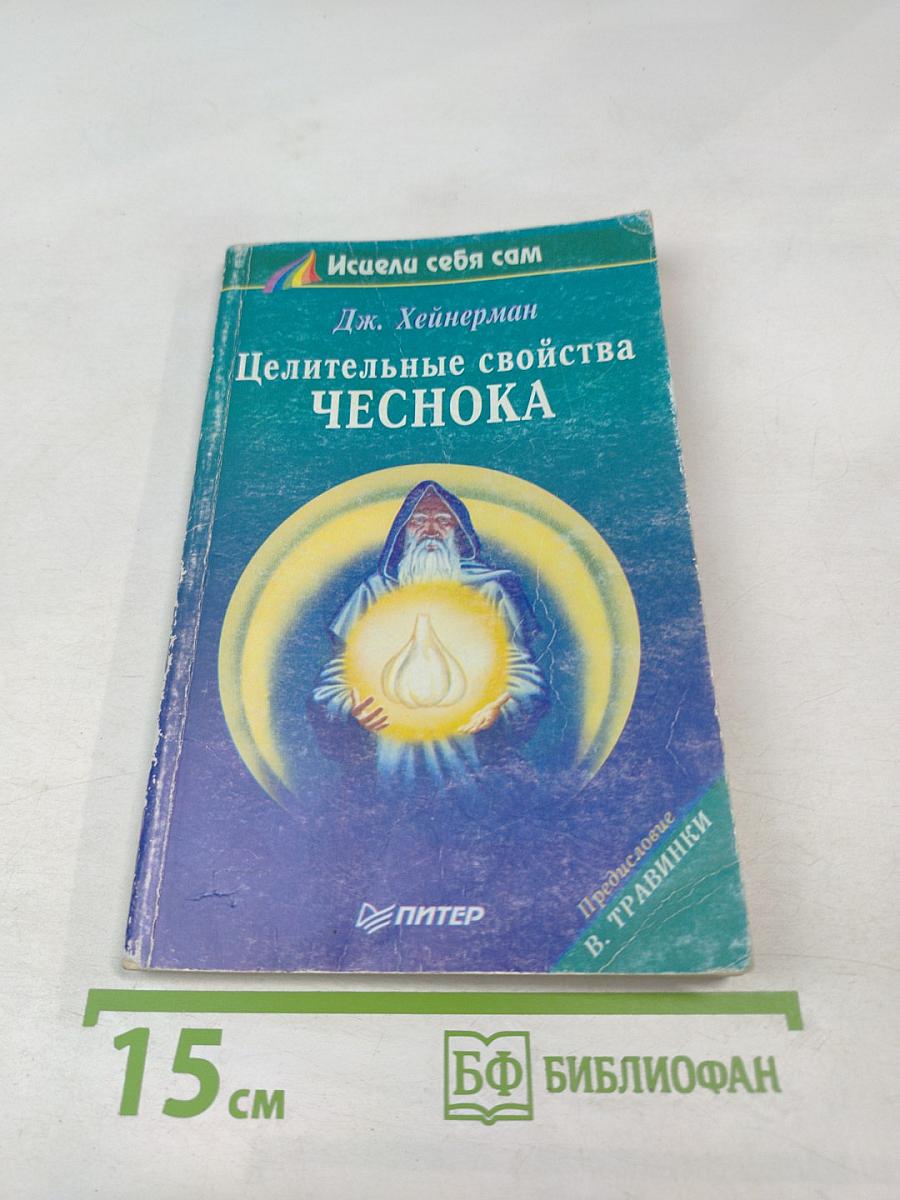 Исцели себя сам
Дж. Хейнерман
Целительные свойства
ЧЕСНОКА
Предисловие
В. ТРАВИНКИ
ПИТЕР
15 см
БФ БИБЛИОФАН